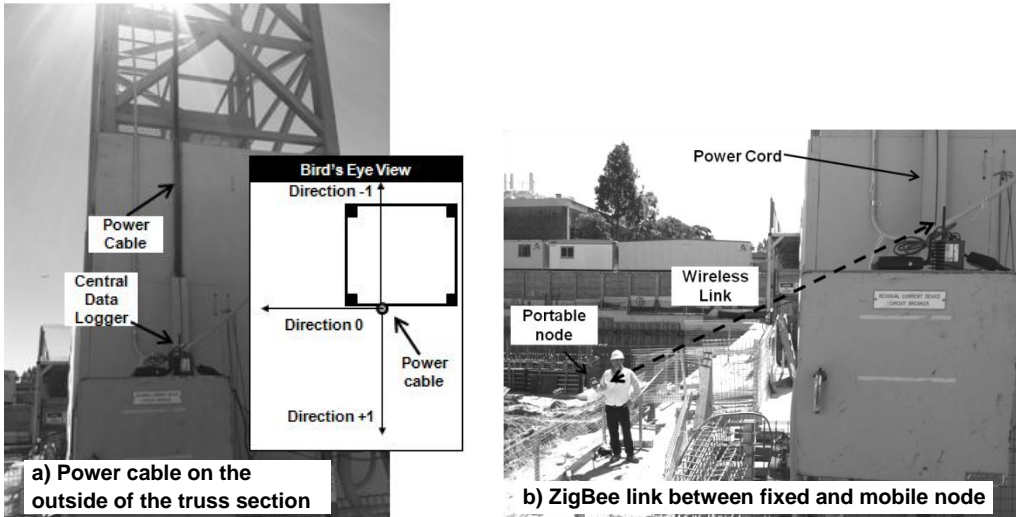 Power
Cable
Central
Data
Logger
Bird's Eye View
Direction -1
Direction 0
Power
cable
Direction +1
a) Power cable on the
outside of the truss section
Power Cord
Wireless
Link
Portable
node
RESIDUAL CURRENT DEVICE
CIRCUIT BREAKER
b) ZigBee link between fixed and mobile node